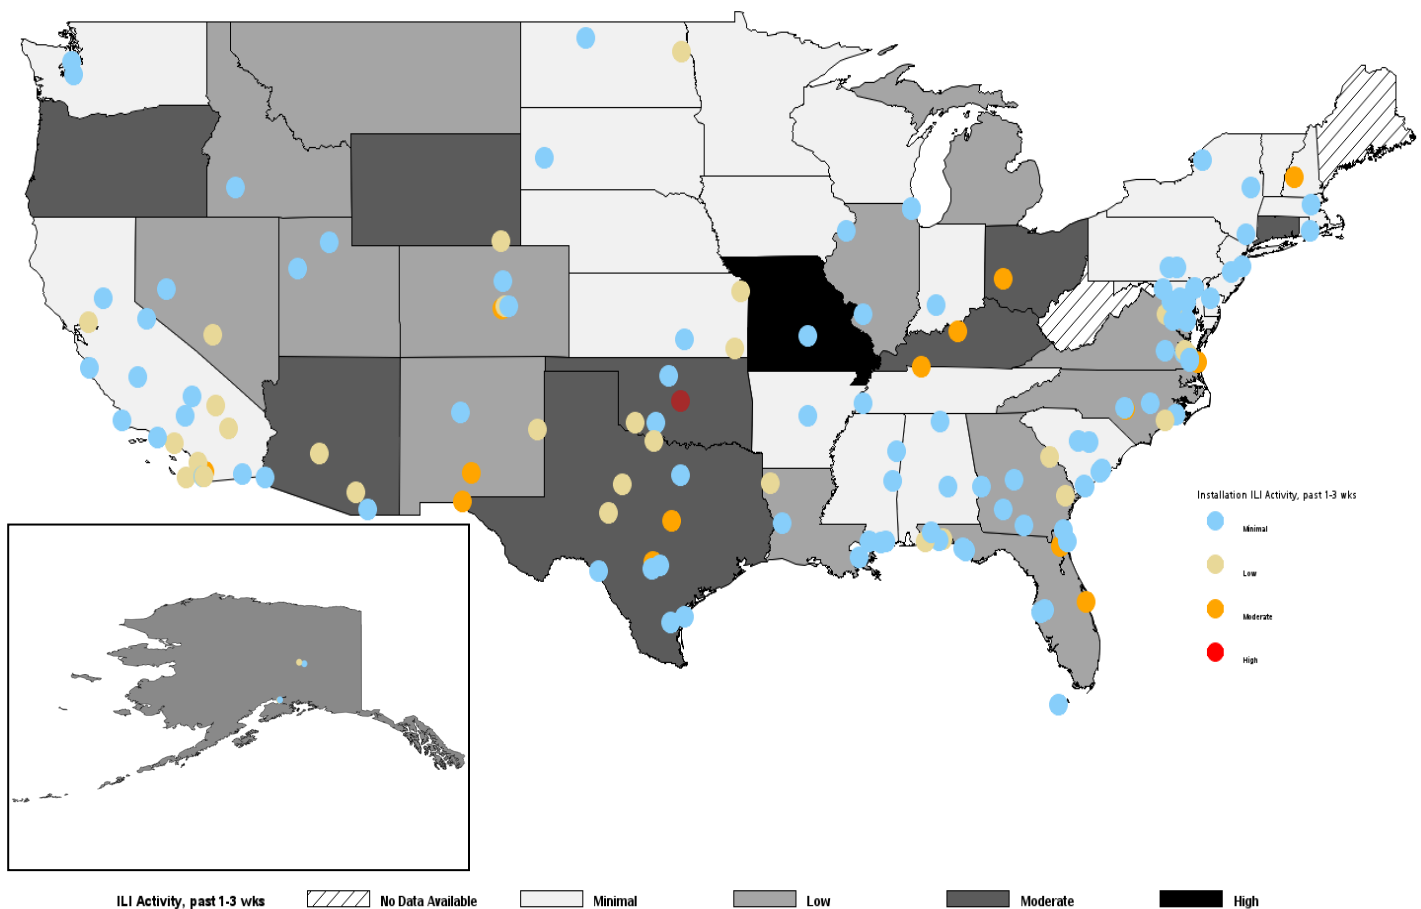 Installation ILI Activity, past 1-3 wks
Minimal
Low
Moderate
High
ILI Activity, past 1-3 wks No Data Available Minimal Low Moderate High